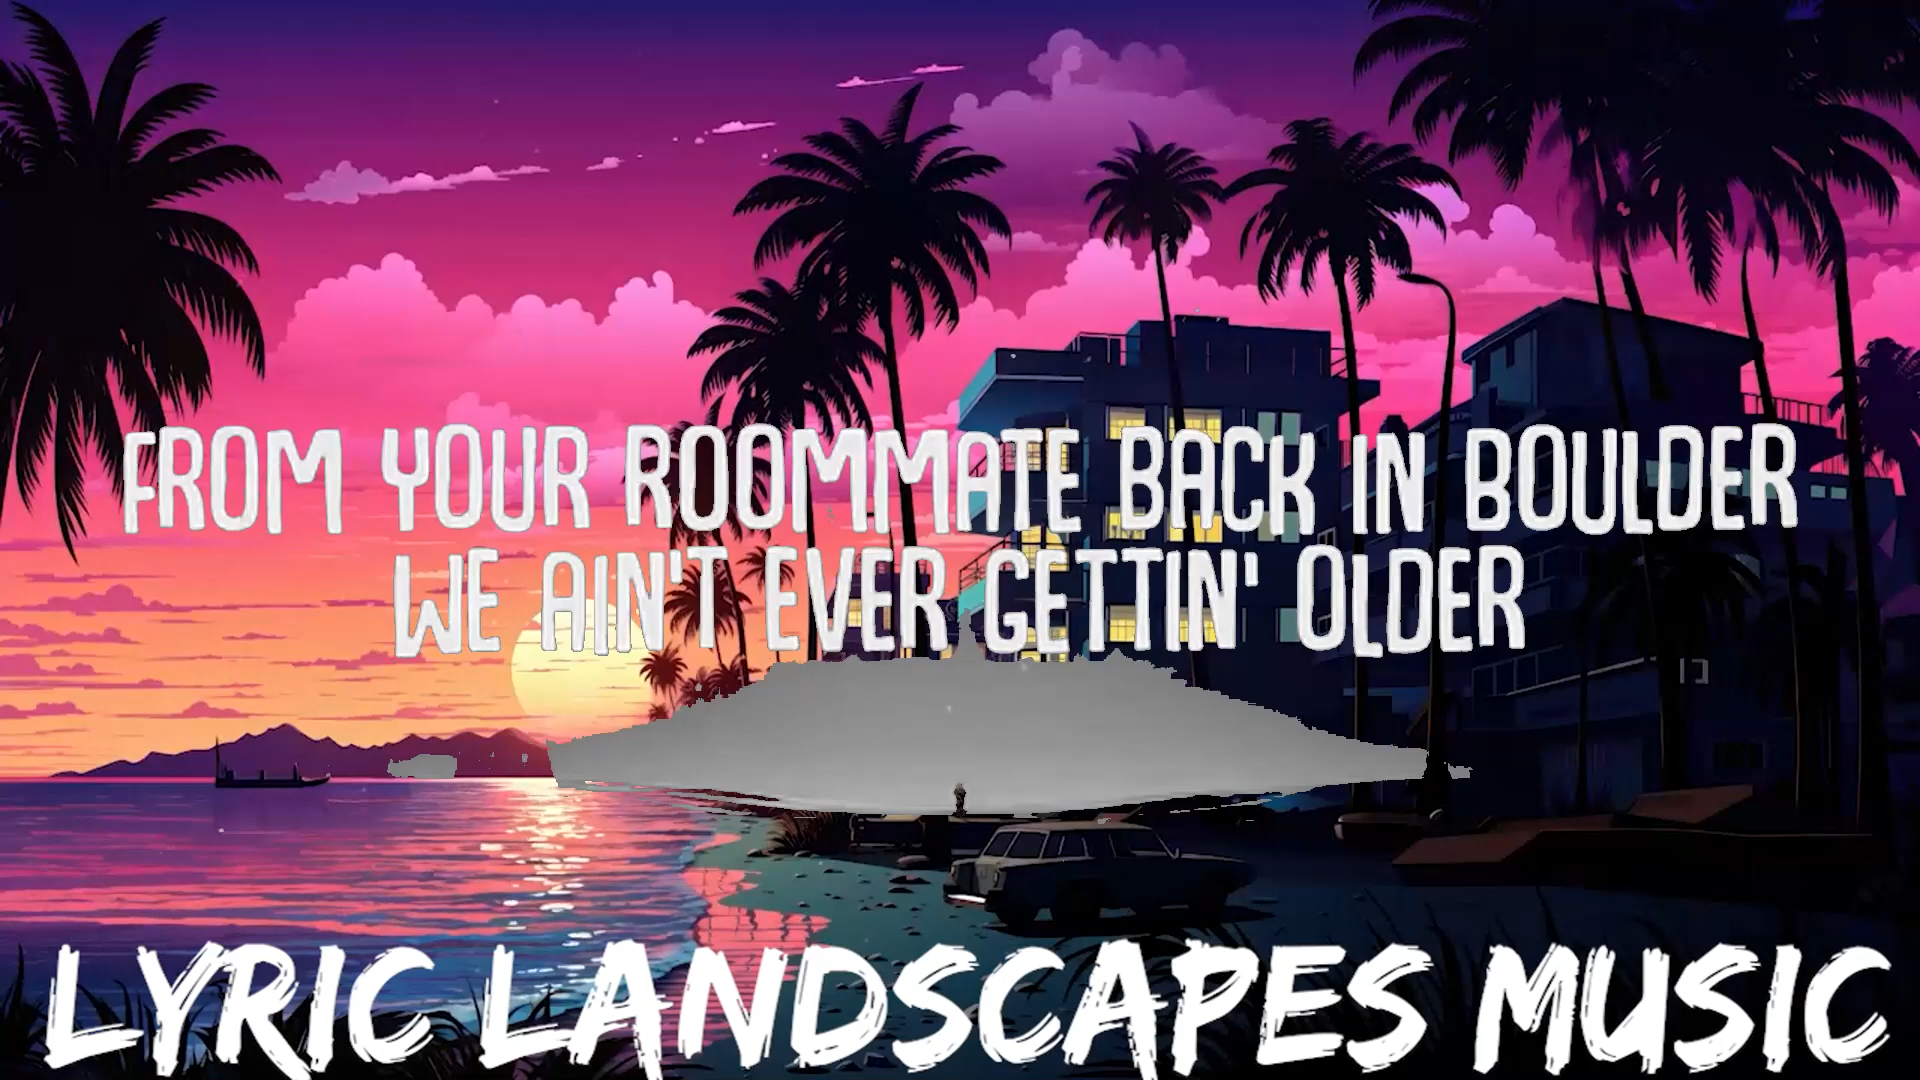 FROM YOUR ROOMMATE BACK IN BOULDER
WE AIN'T EVER GETTIN' OLDER
LYRIC LANDSCAPES MUSIC